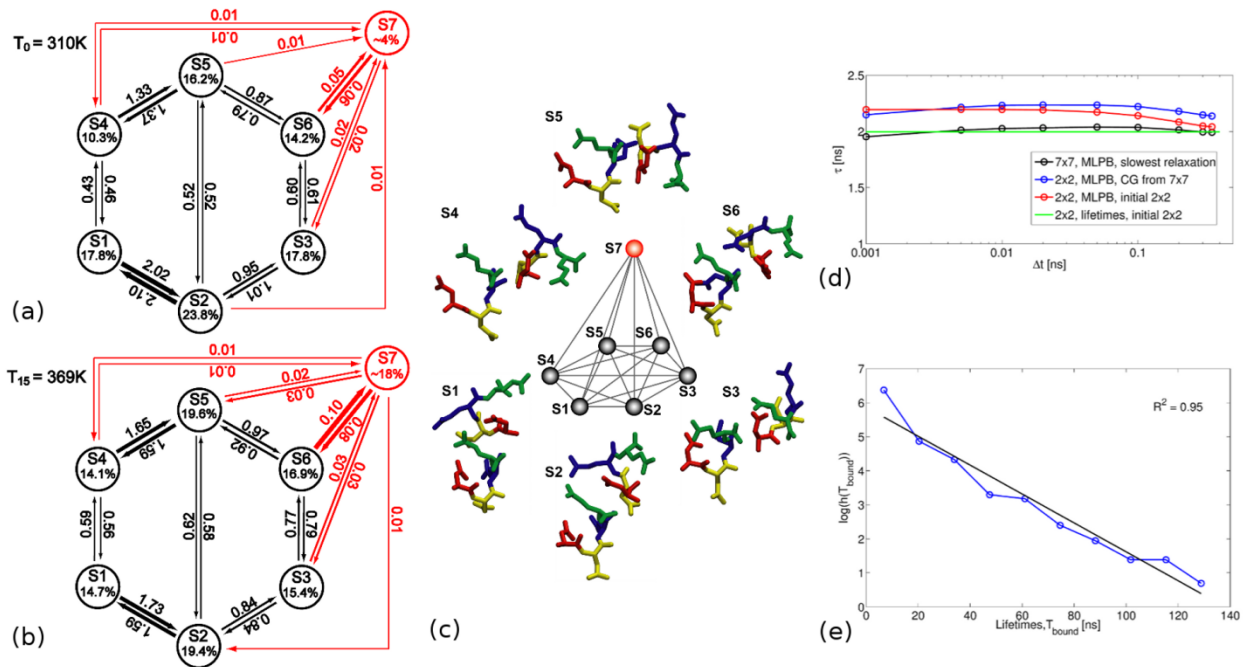 (a)
T₀ = 310K
0.01
0.01
0.01
S7
~4%
S5
16.2%
1.33
1.37
0.87
0.79
0.05
0.06
S4
10.3%
S6
14.2%
0.02
0.02
0.43
0.46
0.52
0.52
0.60
0.61
0.01
S1
17.8%
S3
17.8%
2.02
2.10
0.95
1.01
S2
23.8%
(b)
T₁₅ = 369K
0.01
0.01
0.02
0.03
S7
~18%
S5
19.6%
1.65
1.59
0.97
0.92
0.10
0.08
S4
14.1%
S6
16.9%
0.03
0.03
0.59
0.56
0.58
0.77
0.79
0.01
S1
14.7%
S3
15.4%
1.73
1.59
0.84
0.84
S2
19.4%
(c)
S5
S4
S6
S7
S5
S6
S4
S3
S1
S2
S1
S3
S2
(d)
2.5
2
1.5
1
τ [ns]
0.001
0.01
0.1
Δt [ns]
7x7, MLPB, slowest relaxation
2x2, MLPB, CG from 7x7
2x2, MLPB, initial 2x2
2x2, lifetimes, initial 2x2
(e)
7
6
5
4
3
2
1
0
log(h(T_bound))
R² = 0.95
0
20
40
60
80
100
120
140
Lifetimes,T_bound [ns]